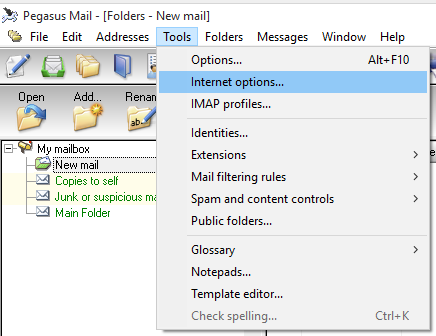 Pegasus Mail - [Folders - New mail]
File Edit Addresses Tools Folders Messages Window Help
Options... Alt+F10
Internet options...
IMAP profiles...
Identities...
Extensions
Mail filtering rules
Spam and content controls
Public folders...
Glossary
Notepads...
Template editor...
Check spelling... Ctrl+K
Open Add... Renam
ab..
My mailbox
New mail
Copies to self
Junk or suspicious ma
Main Folder